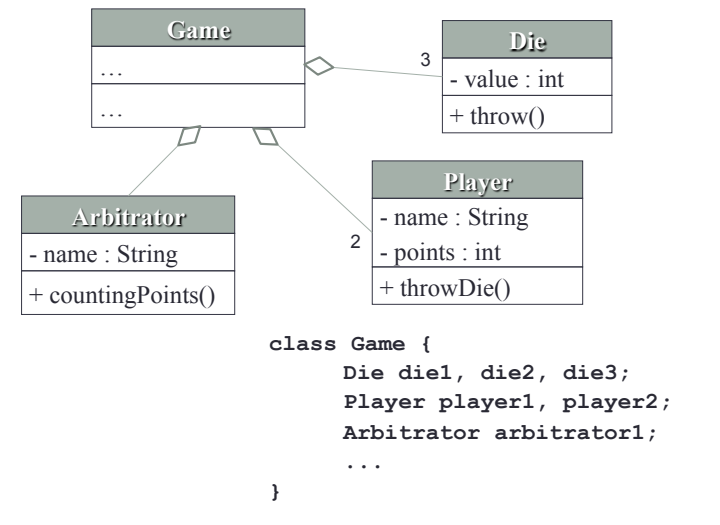 Game
…
…
3
Die
- value : int
+ throw()
Arbitrator
- name : String
+ countingPoints()
2
Player
- name : String
- points : int
+ throwDie()
class Game {
Die die1, die2, die3;
Player player1, player2;
Arbitrator arbitrator1;
...
}